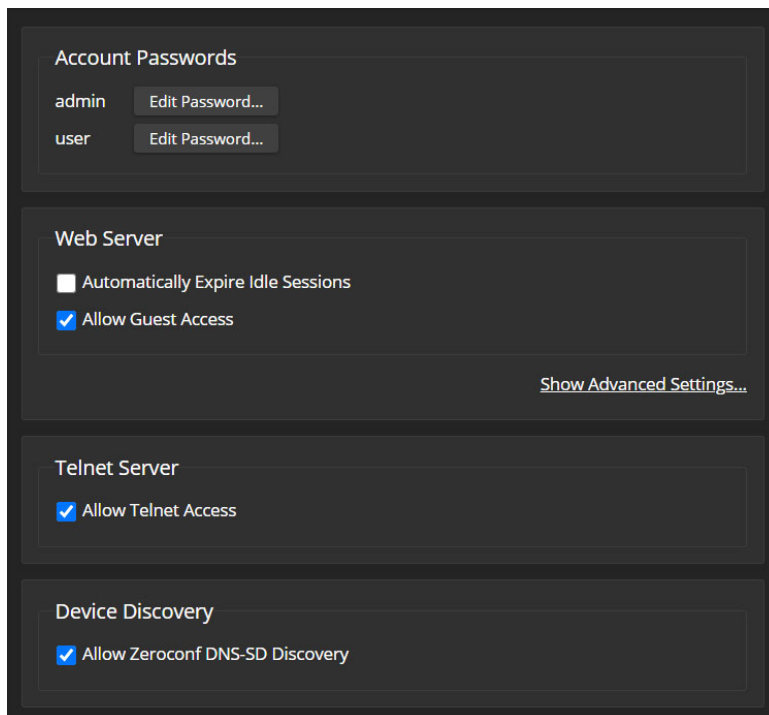 Account Passwords
admin Edit Password...
user Edit Password...
Web Server
Automatically Expire Idle Sessions
Allow Guest Access
Show Advanced Settings...
Telnet Server
Allow Telnet Access
Device Discovery
Allow Zeroconf DNS-SD Discovery